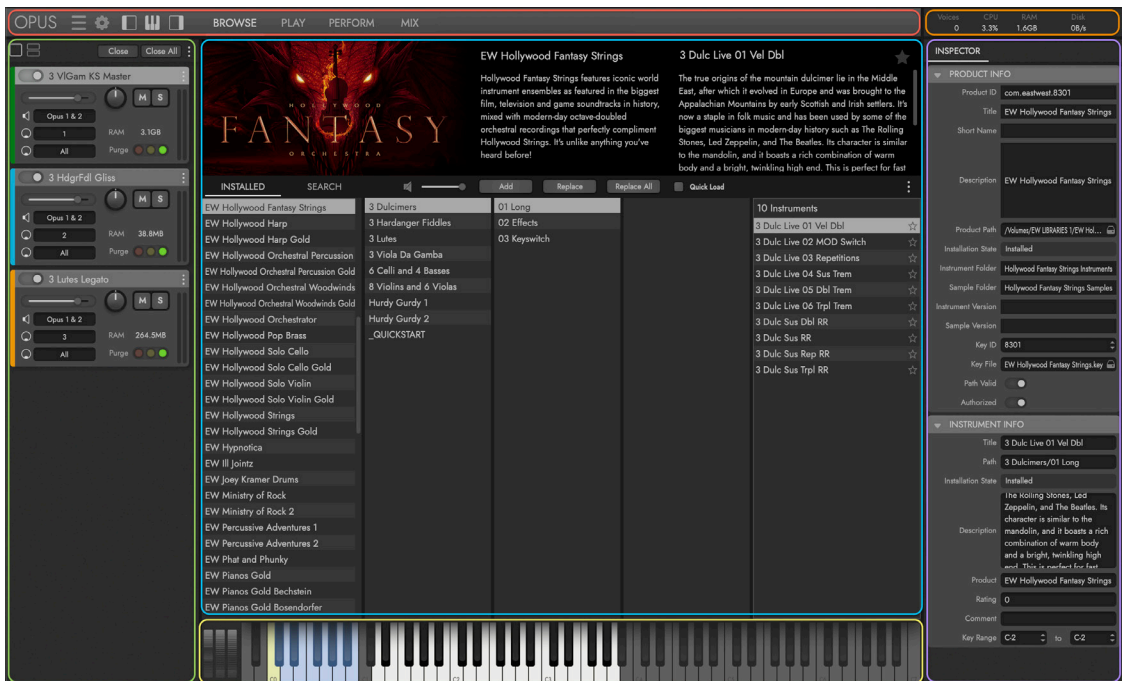 OPUS
BROWSE PLAY PERFORM MIX
Voices CPU RAM Disk
0 3.3% 1.6GB 0B/s
Close Close All
3 VlGam KS Master
M S
Opus 1 & 2
1 RAM 3.1GB
All Purge
3 HdgrFdl Gliss
M S
Opus 1 & 2
2 RAM 38.8MB
All Purge
3 Lutes Legato
M S
Opus 1 & 2
3 RAM 264.5MB
All Purge
HOLLYWOOD
FANTASY
ORCHESTRA
EW Hollywood Fantasy Strings
Hollywood Fantasy Strings features iconic world
instrument ensembles as featured in the biggest
film, television and game soundtracks in history,
mixed with modern-day octave-doubled
orchestral recordings that perfectly compliment
Hollywood Strings. It's unlike anything you've
heard before!
3 Dulc Live 01 Vel Dbl
The true origins of the mountain dulcimer lie in the Middle
East, after which it evolved in Europe and was brought to the
Appalachian Mountains by early Scottish and Irish settlers. It's
now a staple in folk music and has been used by some of the
biggest musicians in modern-day history such as The Rolling
Stones, Led Zeppelin, and The Beatles. Its character is similar
to the mandolin, and it boasts a rich combination of warm
body and a bright, twinkling high end. This is perfect for fast
INSTALLED SEARCH Add Replace Replace All Quick Load
EW Hollywood Fantasy Strings
EW Hollywood Harp
EW Hollywood Harp Gold
EW Hollywood Orchestral Percussion
EW Hollywood Orchestral Percussion Gold
EW Hollywood Orchestral Woodwinds
EW Hollywood Orchestral Woodwinds Gold
EW Hollywood Orchestrator
EW Hollywood Pop Brass
EW Hollywood Solo Cello
EW Hollywood Solo Cello Gold
EW Hollywood Solo Violin
EW Hollywood Solo Violin Gold
EW Hollywood Strings
EW Hollywood Strings Gold
EW Hypnotica
EW Ill Jointz
EW Joey Kramer Drums
EW Ministry of Rock
EW Ministry of Rock 2
EW Percussive Adventures 1
EW Percussive Adventures 2
EW Phat and Phunky
EW Pianos Gold
EW Pianos Gold Bechstein
EW Pianos Gold Bosendorfer
3 Dulcimers
3 Hardanger Fiddles
3 Lutes
3 Viola Da Gamba
6 Celli and 4 Basses
8 Violins and 6 Violas
Hurdy Gurdy 1
Hurdy Gurdy 2
_QUICKSTART
01 Long
02 Effects
03 Keyswitch
10 Instruments
3 Dulc Live 01 Vel Dbl
3 Dulc Live 02 MOD Switch
3 Dulc Live 03 Repetitions
3 Dulc Live 04 Sus Trem
3 Dulc Live 05 Dbl Trem
3 Dulc Live 06 Trpl Trem
3 Dulc Sus Dbl RR
3 Dulc Sus RR
3 Dulc Sus Rep RR
3 Dulc Sus Trpl RR
INSPECTOR
PRODUCT INFO
Product ID com.eastwest.8301
Title EW Hollywood Fantasy Strings
Short Name
Description EW Hollywood Fantasy Strings
Product Path /Volumes/EW LIBRARIES 1/EW Hol...
Installation State Installed
Instrument Folder Hollywood Fantasy Strings Instruments
Sample Folder Hollywood Fantasy Strings Samples
Instrument Version
Sample Version
Key ID 8301
Key File EW Hollywood Fantasy Strings.key
Path Valid
Authorized
INSTRUMENT INFO
Title 3 Dulc Live 01 Vel Dbl
Path 3 Dulcimers/01 Long
Installation State Installed
The Rolling Stones, Led
Zeppelin, and The Beatles. Its
character is similar to the
Description mandolin, and it boasts a rich
combination of warm body
and a bright, twinkling high
end. This is perfect for fast
Product EW Hollywood Fantasy Strings
Rating 0
Comment
Key Range C-2 to C-2